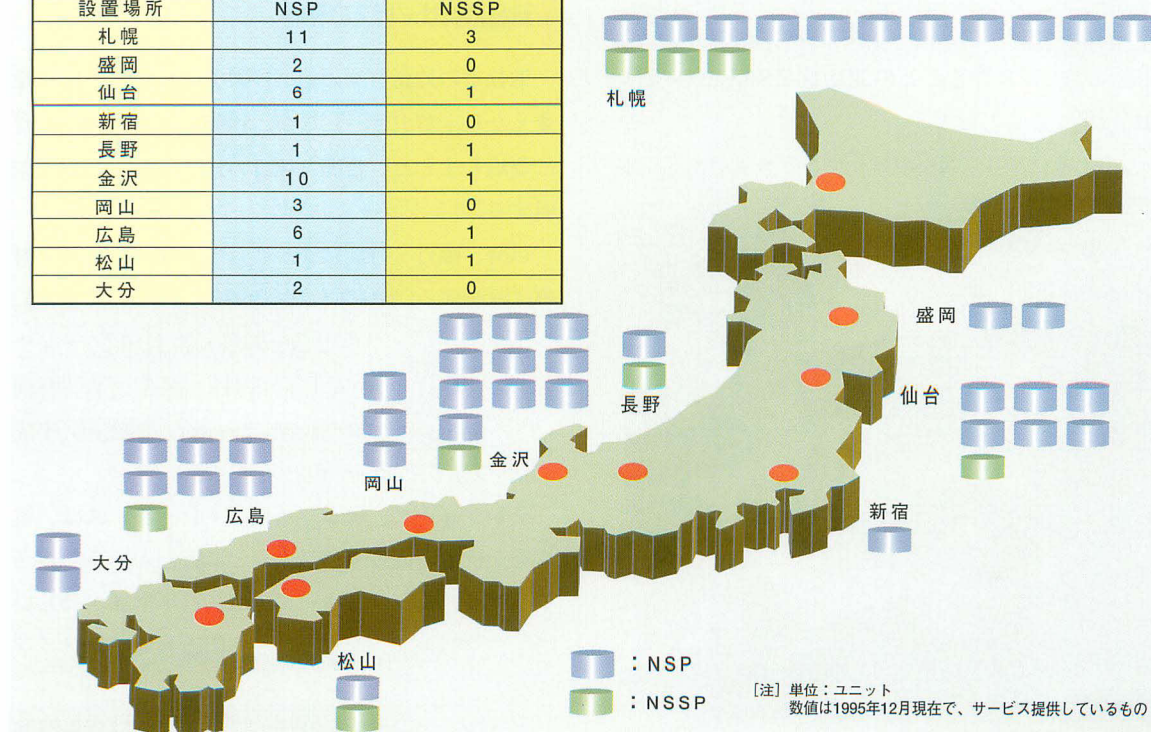 設置場所 NSP NSSP
札幌 11 3
盛岡 2 0
仙台 6 1
新宿 1 0
長野 1 1
金沢 10 1
岡山 3 0
広島 6 1
松山 1 1
大分 2 0
札幌
盛岡
仙台
長野
金沢
岡山
新宿
広島
大分
松山
：NSP
：NSSP
［注］単位：ユニット
数値は1995年12月現在で、サービス提供しているもの